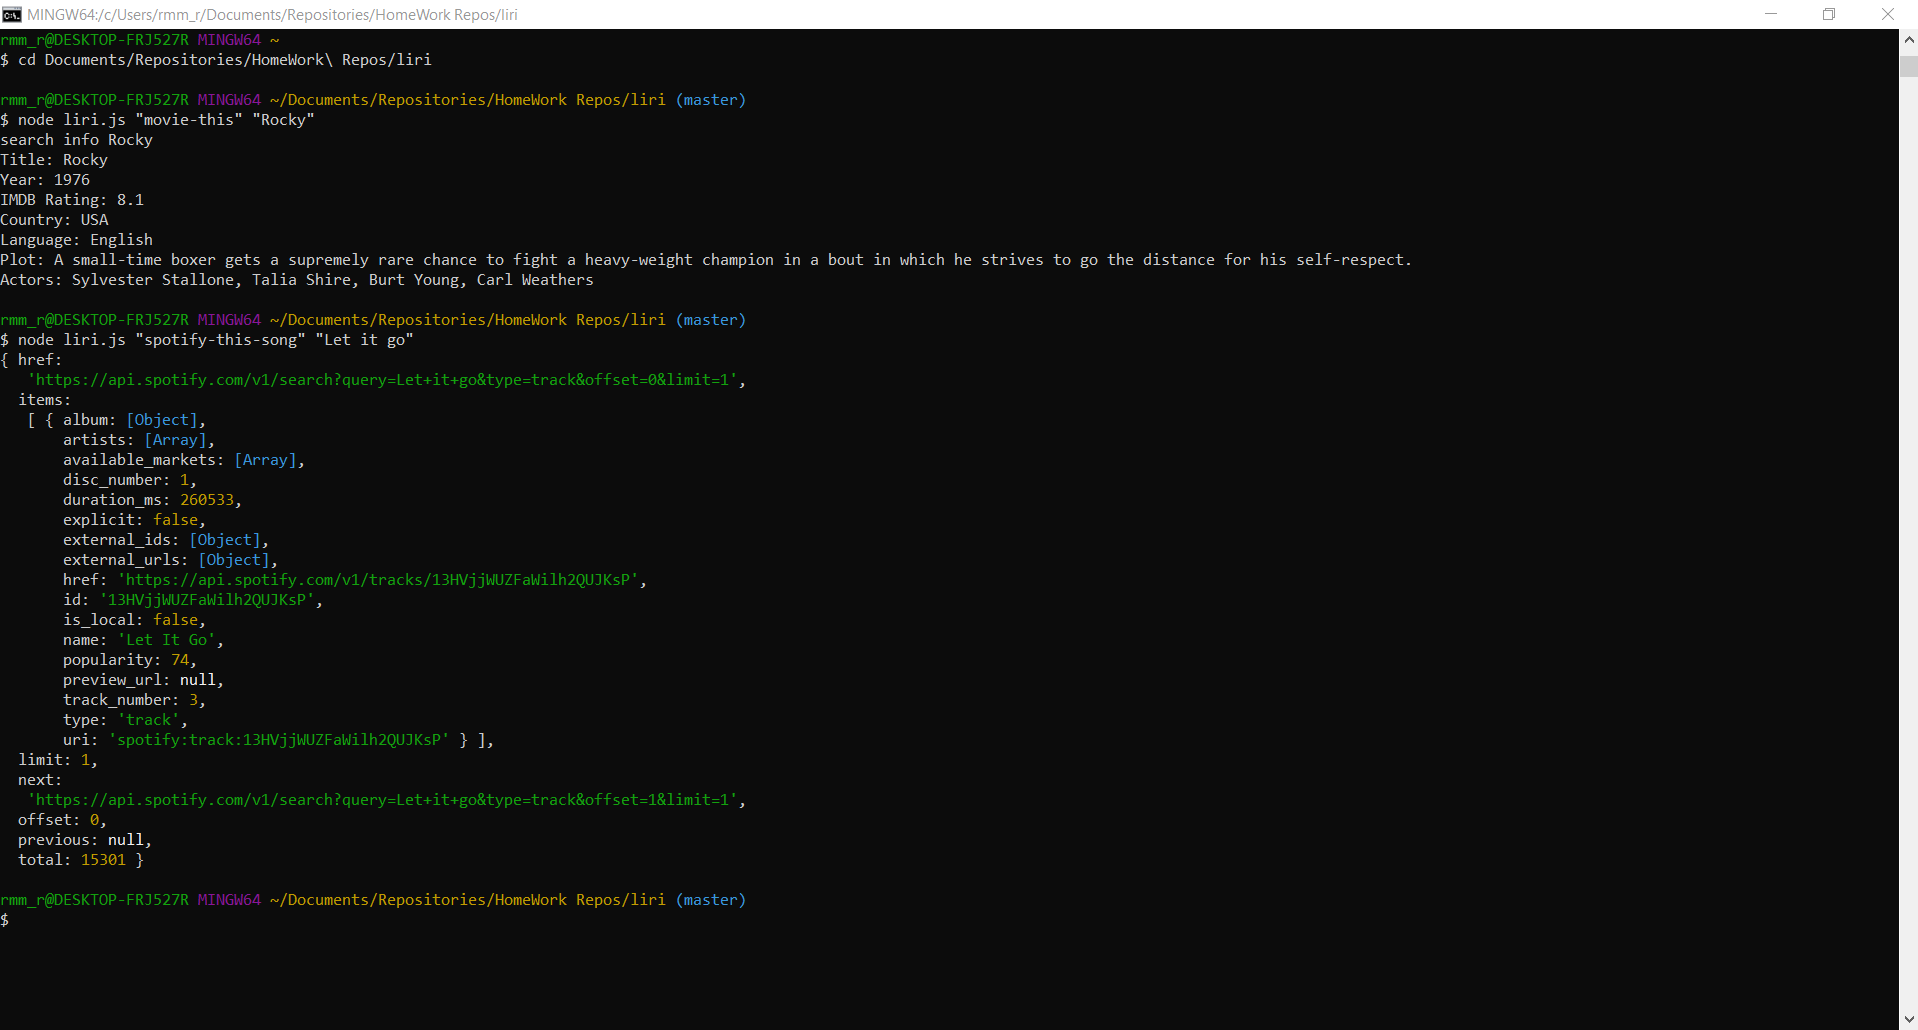 MINGW64:/c/Users/rmm_r/Documents/Repositories/HomeWork Repos/liri
rmm_r@DESKTOP-FRJ527R MINGW64 ~
$ cd Documents/Repositories/HomeWork\ Repos/liri

rmm_r@DESKTOP-FRJ527R MINGW64 ~/Documents/Repositories/HomeWork Repos/liri (master)
$ node liri.js "movie-this" "Rocky"
search info Rocky
Title: Rocky
Year: 1976
IMDB Rating: 8.1
Country: USA
Language: English
Plot: A small-time boxer gets a supremely rare chance to fight a heavy-weight champion in a bout in which he strives to go the distance for his self-respect.
Actors: Sylvester Stallone, Talia Shire, Burt Young, Carl Weathers

rmm_r@DESKTOP-FRJ527R MINGW64 ~/Documents/Repositories/HomeWork Repos/liri (master)
$ node liri.js "spotify-this-song" "Let it go"
{ href:
   'https://api.spotify.com/v1/search?query=Let+it+go&type=track&offset=0&limit=1',
  items:
   [ { album: [Object],
       artists: [Array],
       available_markets: [Array],
       disc_number: 1,
       duration_ms: 260533,
       explicit: false,
       external_ids: [Object],
       external_urls: [Object],
       href: 'https://api.spotify.com/v1/tracks/13HVjjWUZFaWilh2QUJKsP',
       id: '13HVjjWUZFaWilh2QUJKsP',
       is_local: false,
       name: 'Let It Go',
       popularity: 74,
       preview_url: null,
       track_number: 3,
       type: 'track',
       uri: 'spotify:track:13HVjjWUZFaWilh2QUJKsP' } ],
  limit: 1,
  next:
   'https://api.spotify.com/v1/search?query=Let+it+go&type=track&offset=1&limit=1',
  offset: 0,
  previous: null,
  total: 15301 }

rmm_r@DESKTOP-FRJ527R MINGW64 ~/Documents/Repositories/HomeWork Repos/liri (master)
$